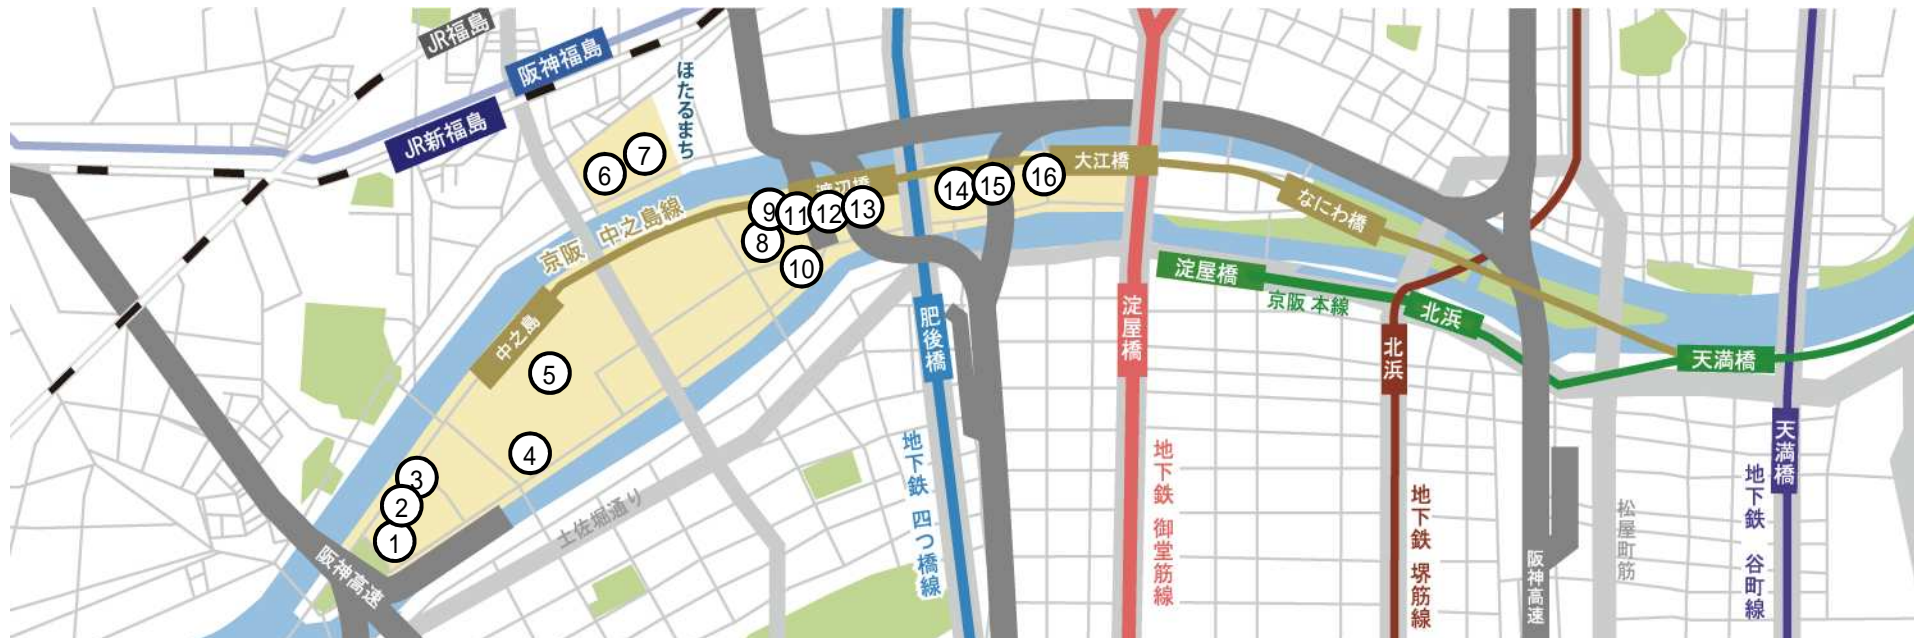 JR福島
阪神福島
JR新福島
ほたるまち
6
7
京阪 中之島線
渡辺橋
9
11
12
13
8
10
14
15
16
大江橋
なにわ橋
淀屋橋
京阪 本線
北浜
天満橋
中之島
5
4
3
2
1
阪神高速
土佐堀通り
肥後橋
地下鉄 四つ橋線
淀屋橋
地下鉄 御堂筋線
北浜
地下鉄 堺筋線
阪神高速
松屋町筋
天満橋
地下鉄 谷町線